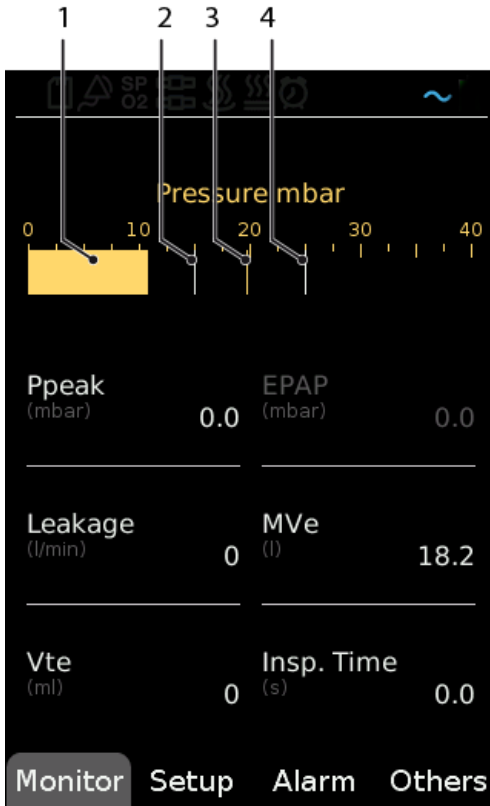 1 2 3 4
SP
O2
Pressure mbar
0 10 20 30 40
Ppeak EPAP
(mbar) 0.0 (mbar) 0.0
Leakage MVe
(l/min) 0 (l) 18.2
Vte Insp. Time
(ml) 0 (s) 0.0
Monitor Setup Alarm Others